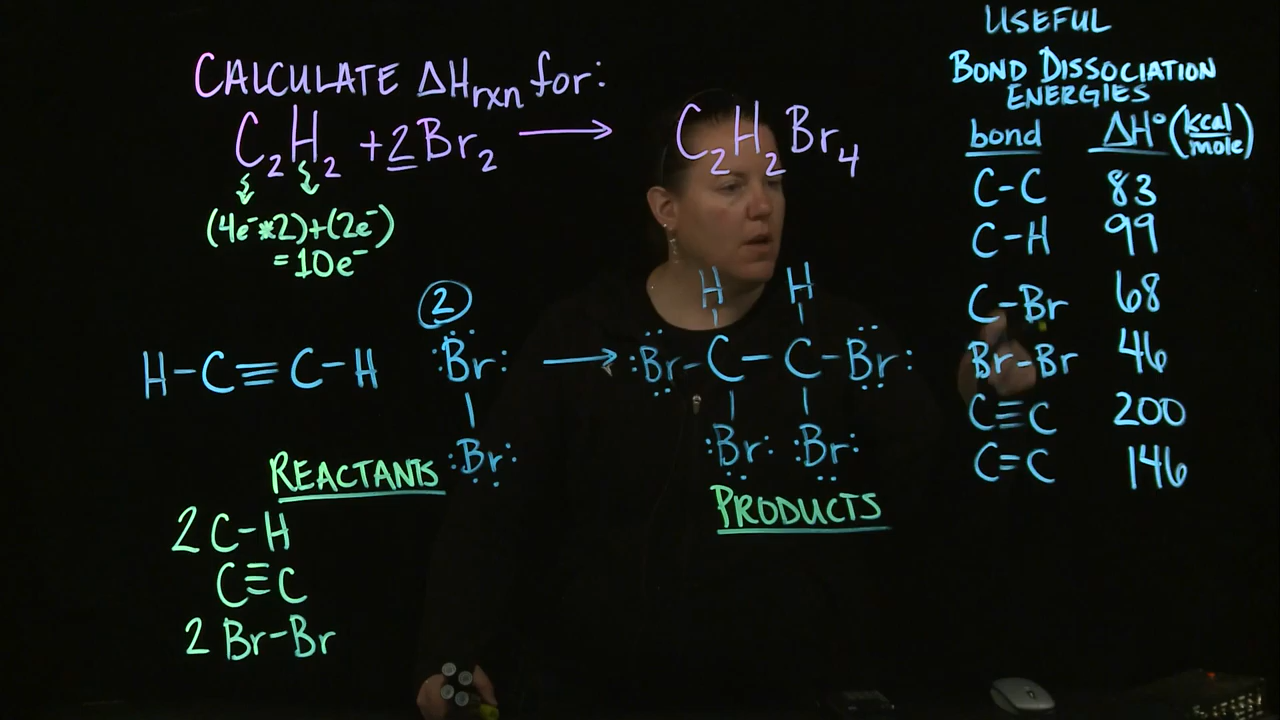 CALCULATE ΔHrxn for:
C₂H₂ + 2Br₂ → C₂H₂Br₄
(4e⁻*2)+(2e⁻)
=10e⁻
2
H H
H-C≡C-H :Br: → :Br-C-C-Br:
:Br: :Br: :Br:
REACTANTS
2 C-H
C≡C
2 Br-Br
PRODUCTS
USEFUL
BOND DISSOCIATION
ENERGIES
bond ΔH° (kcal/mole)
C-C 83
C-H 99
C-Br 68
Br-Br 46
C≡C 200
C=C 146